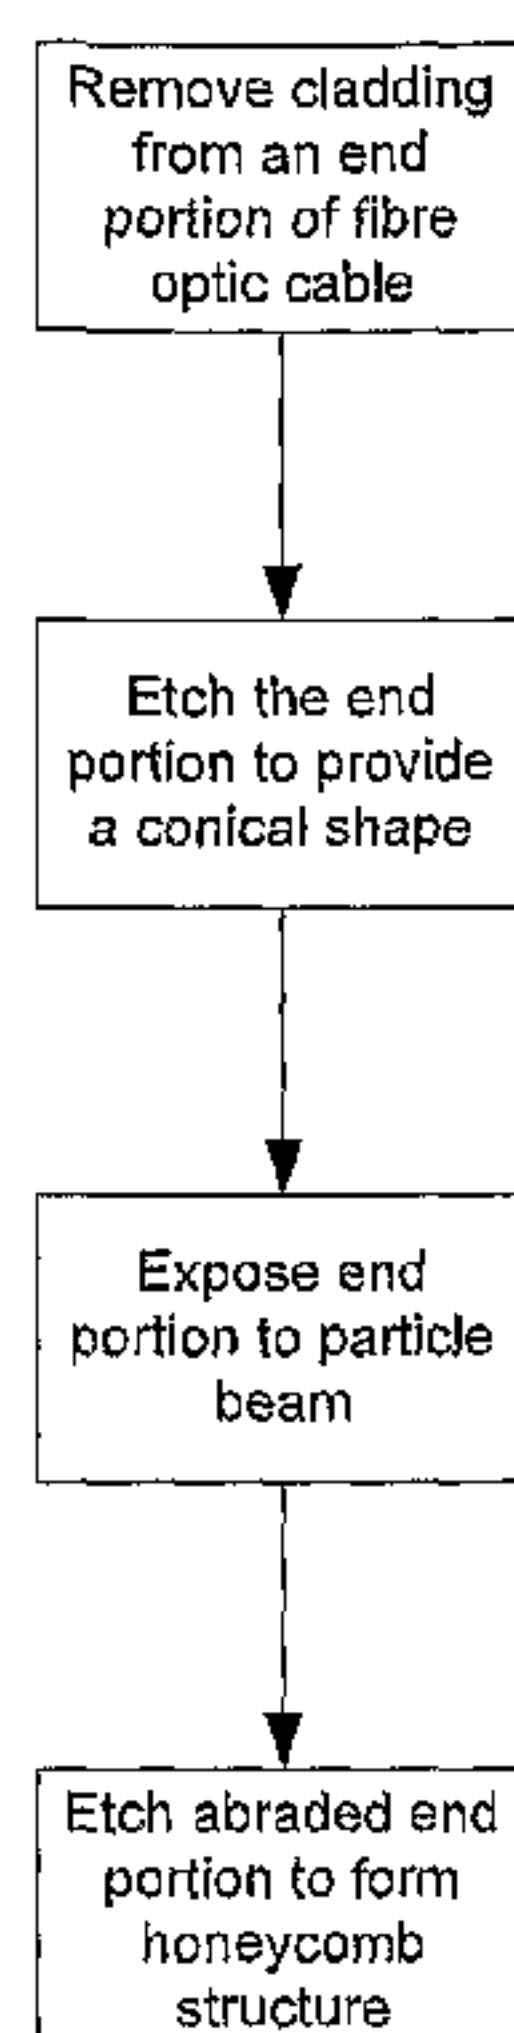 Remove cladding
from an end
portion of fibre
optic cable
Etch the end
portion to provide
a conical shape
Expose end
portion to particle
beam
Etch abraded end
portion to form
honeycomb
structure